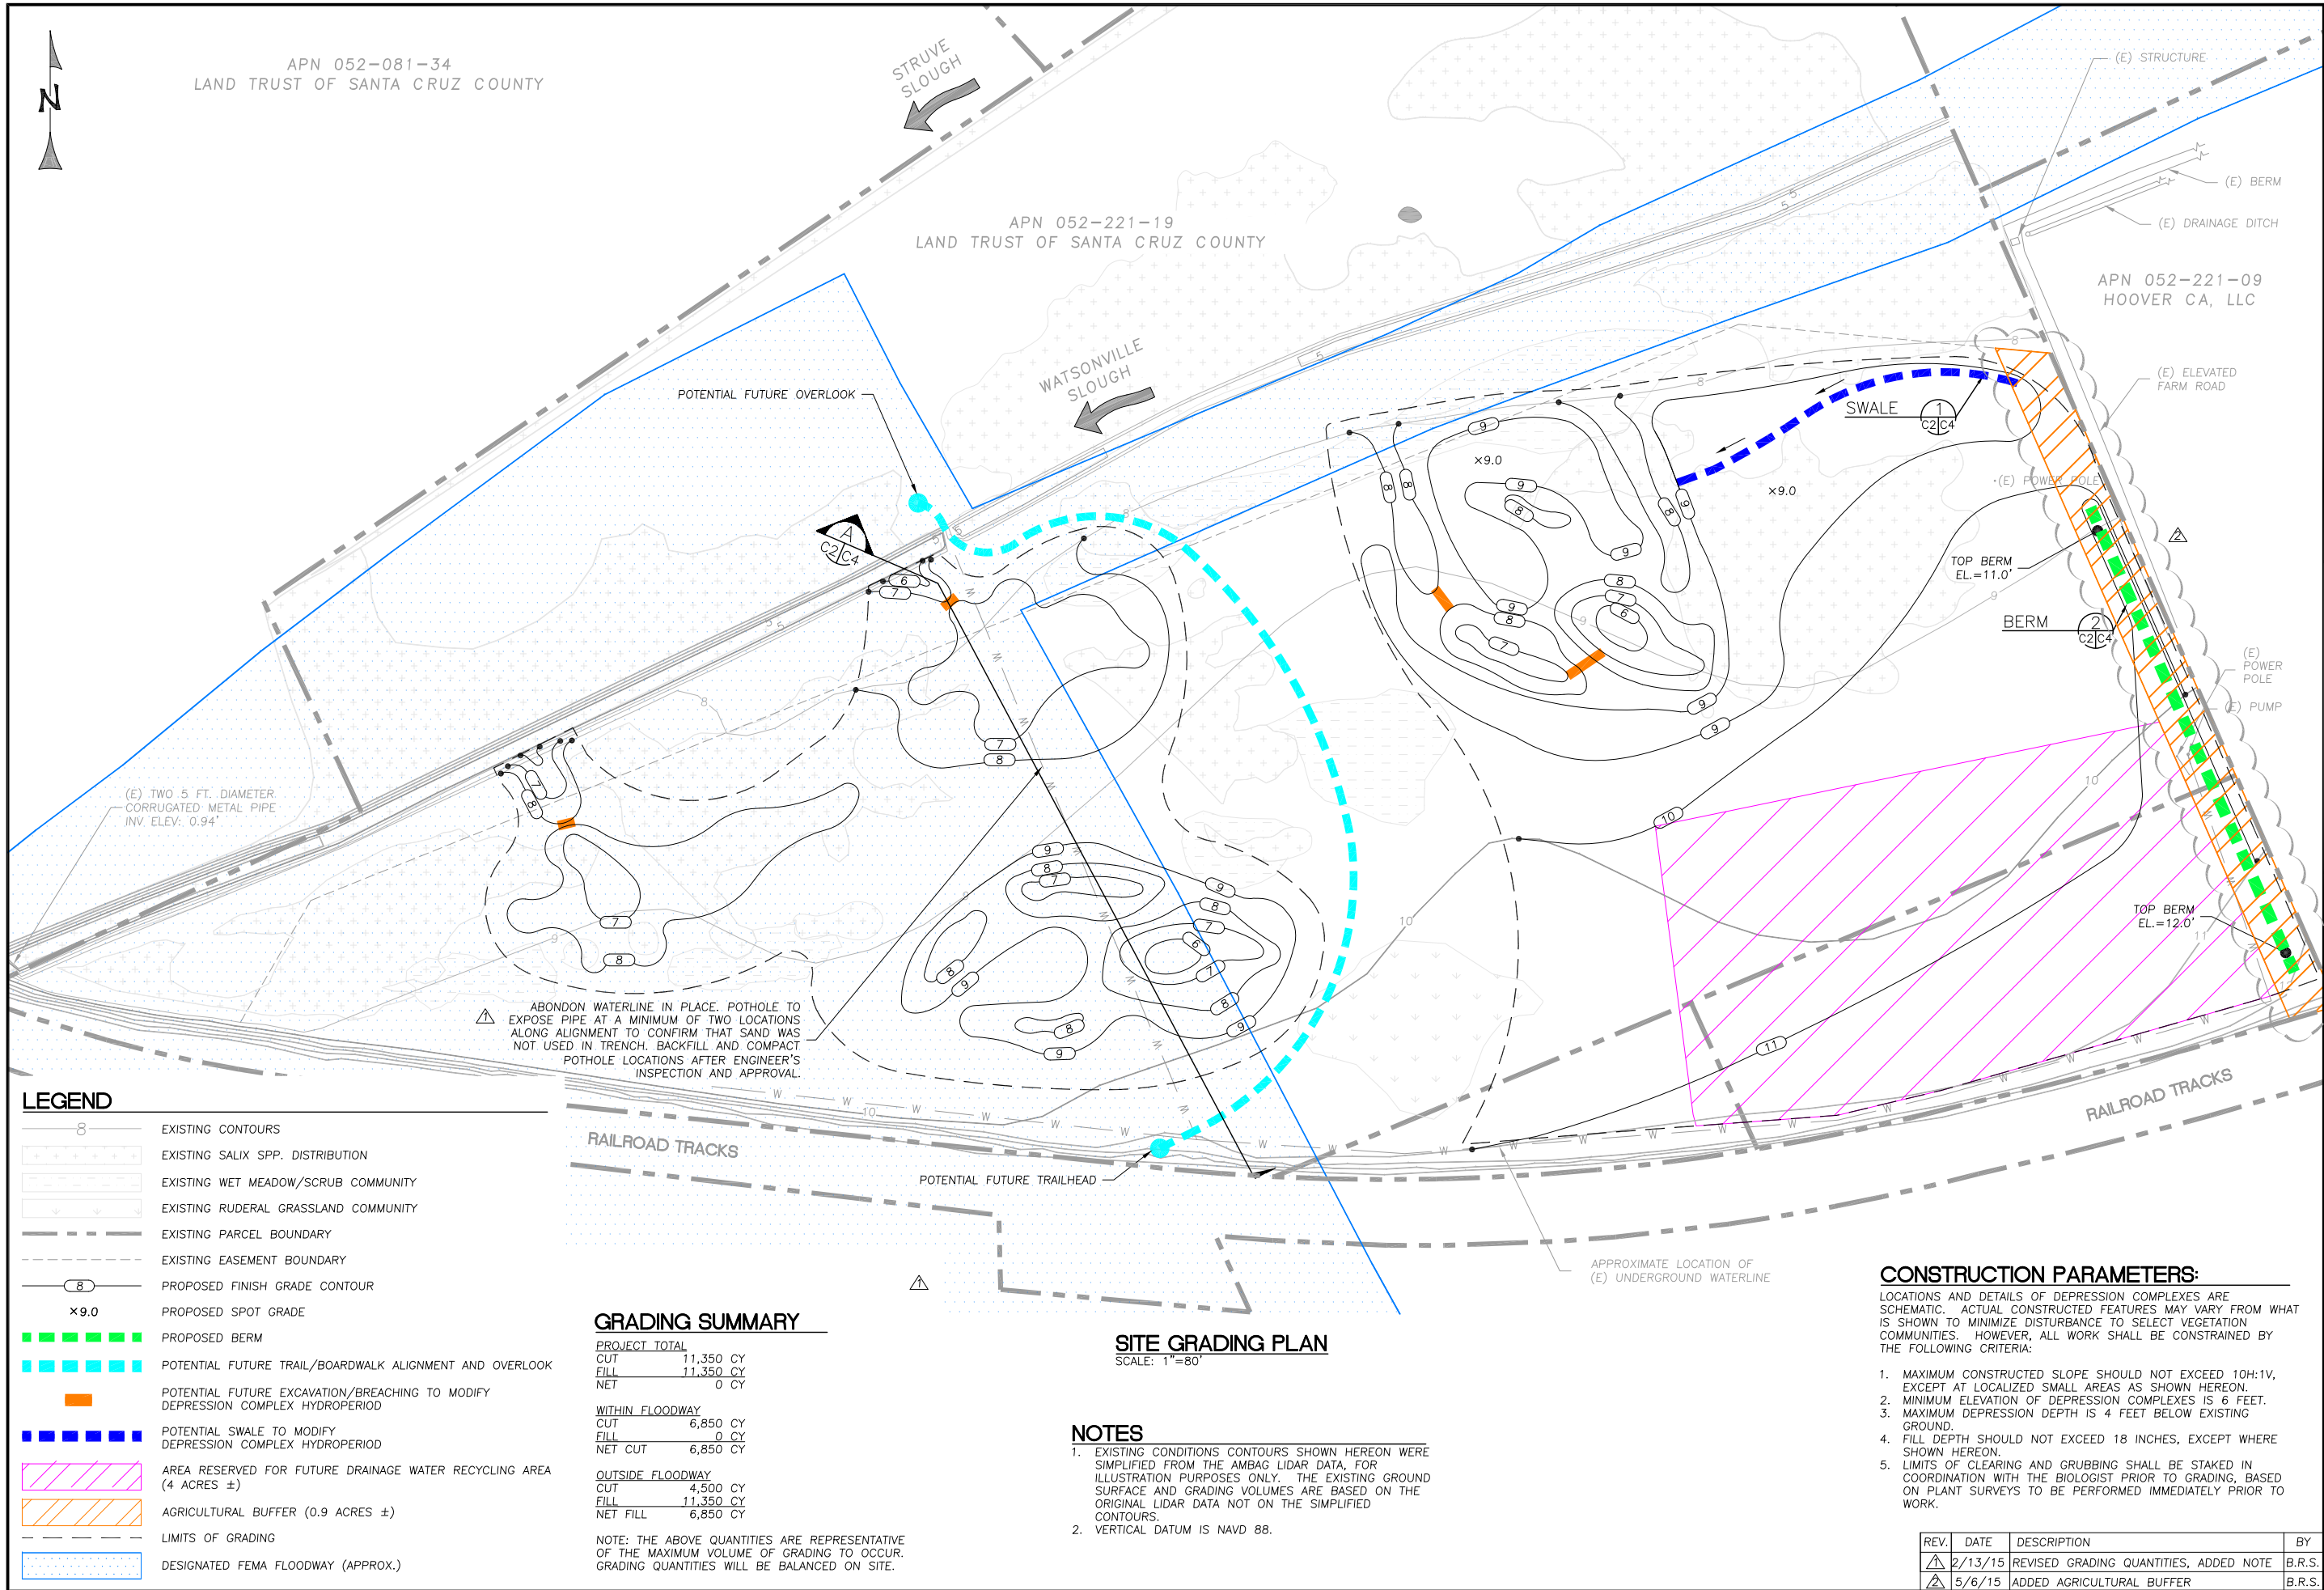 N
APN 052-081-34
LAND TRUST OF SANTA CRUZ COUNTY
STRUVE
SLOUGH
APN 052-221-19
LAND TRUST OF SANTA CRUZ COUNTY
WATSONVILLE
SLOUGH
(E) STRUCTURE
(E) BERM
(E) DRAINAGE DITCH
APN 052-221-09
HOOVER CA, LLC
(E) ELEVATED
FARM ROAD
POTENTIAL FUTURE OVERLOOK
SWALE
1
C2 C4
×9.0
×9.0
(E) POWER POLE
2
TOP BERM
EL.=11.0'
BERM
2
C2 C4
(E)
POWER
POLE
(E) PUMP
A
C2 C4
(E) TWO 5 FT. DIAMETER
CORRUGATED METAL PIPE
INV ELEV: 0.94'
TOP BERM
EL.=12.0'
1
ABONDON WATERLINE IN PLACE. POTHOLE TO
EXPOSE PIPE AT A MINIMUM OF TWO LOCATIONS
ALONG ALIGNMENT TO CONFIRM THAT SAND WAS
NOT USED IN TRENCH. BACKFILL AND COMPACT
POTHOLE LOCATIONS AFTER ENGINEER'S
INSPECTION AND APPROVAL.
RAILROAD TRACKS
RAILROAD TRACKS
POTENTIAL FUTURE TRAILHEAD
APPROXIMATE LOCATION OF
(E) UNDERGROUND WATERLINE
1
LEGEND
8 EXISTING CONTOURS
EXISTING SALIX SPP. DISTRIBUTION
EXISTING WET MEADOW/SCRUB COMMUNITY
EXISTING RUDERAL GRASSLAND COMMUNITY
EXISTING PARCEL BOUNDARY
EXISTING EASEMENT BOUNDARY
8 PROPOSED FINISH GRADE CONTOUR
×9.0 PROPOSED SPOT GRADE
PROPOSED BERM
POTENTIAL FUTURE TRAIL/BOARDWALK ALIGNMENT AND OVERLOOK
POTENTIAL FUTURE EXCAVATION/BREACHING TO MODIFY
DEPRESSION COMPLEX HYDROPERIOD
POTENTIAL SWALE TO MODIFY
DEPRESSION COMPLEX HYDROPERIOD
AREA RESERVED FOR FUTURE DRAINAGE WATER RECYCLING AREA
(4 ACRES ±)
AGRICULTURAL BUFFER (0.9 ACRES ±)
LIMITS OF GRADING
DESIGNATED FEMA FLOODWAY (APPROX.)
GRADING SUMMARY
PROJECT TOTAL
CUT 11,350 CY
FILL 11,350 CY
NET 0 CY
WITHIN FLOODWAY
CUT 6,850 CY
FILL 0 CY
NET CUT 6,850 CY
OUTSIDE FLOODWAY
CUT 4,500 CY
FILL 11,350 CY
NET FILL 6,850 CY
NOTE: THE ABOVE QUANTITIES ARE REPRESENTATIVE
OF THE MAXIMUM VOLUME OF GRADING TO OCCUR.
GRADING QUANTITIES WILL BE BALANCED ON SITE.
SITE GRADING PLAN
SCALE: 1"=80'
NOTES
1. EXISTING CONDITIONS CONTOURS SHOWN HEREON WERE
SIMPLIFIED FROM THE AMBAG LIDAR DATA, FOR
ILLUSTRATION PURPOSES ONLY. THE EXISTING GROUND
SURFACE AND GRADING VOLUMES ARE BASED ON THE
ORIGINAL LIDAR DATA NOT ON THE SIMPLIFIED
CONTOURS.
2. VERTICAL DATUM IS NAVD 88.
CONSTRUCTION PARAMETERS:
LOCATIONS AND DETAILS OF DEPRESSION COMPLEXES ARE
SCHEMATIC. ACTUAL CONSTRUCTED FEATURES MAY VARY FROM WHAT
IS SHOWN TO MINIMIZE DISTURBANCE TO SELECT VEGETATION
COMMUNITIES. HOWEVER, ALL WORK SHALL BE CONSTRAINED BY
THE FOLLOWING CRITERIA:
1. MAXIMUM CONSTRUCTED SLOPE SHOULD NOT EXCEED 10H:1V,
EXCEPT AT LOCALIZED SMALL AREAS AS SHOWN HEREON.
2. MINIMUM ELEVATION OF DEPRESSION COMPLEXES IS 6 FEET.
3. MAXIMUM DEPRESSION DEPTH IS 4 FEET BELOW EXISTING
GROUND.
4. FILL DEPTH SHOULD NOT EXCEED 18 INCHES, EXCEPT WHERE
SHOWN HEREON.
5. LIMITS OF CLEARING AND GRUBBING SHALL BE STAKED IN
COORDINATION WITH THE BIOLOGIST PRIOR TO GRADING, BASED
ON PLANT SURVEYS TO BE PERFORMED IMMEDIATELY PRIOR TO
WORK.
REV. DATE DESCRIPTION BY
1 2/13/15 REVISED GRADING QUANTITIES, ADDED NOTE B.R.S.
2 5/6/15 ADDED AGRICULTURAL BUFFER B.R.S.